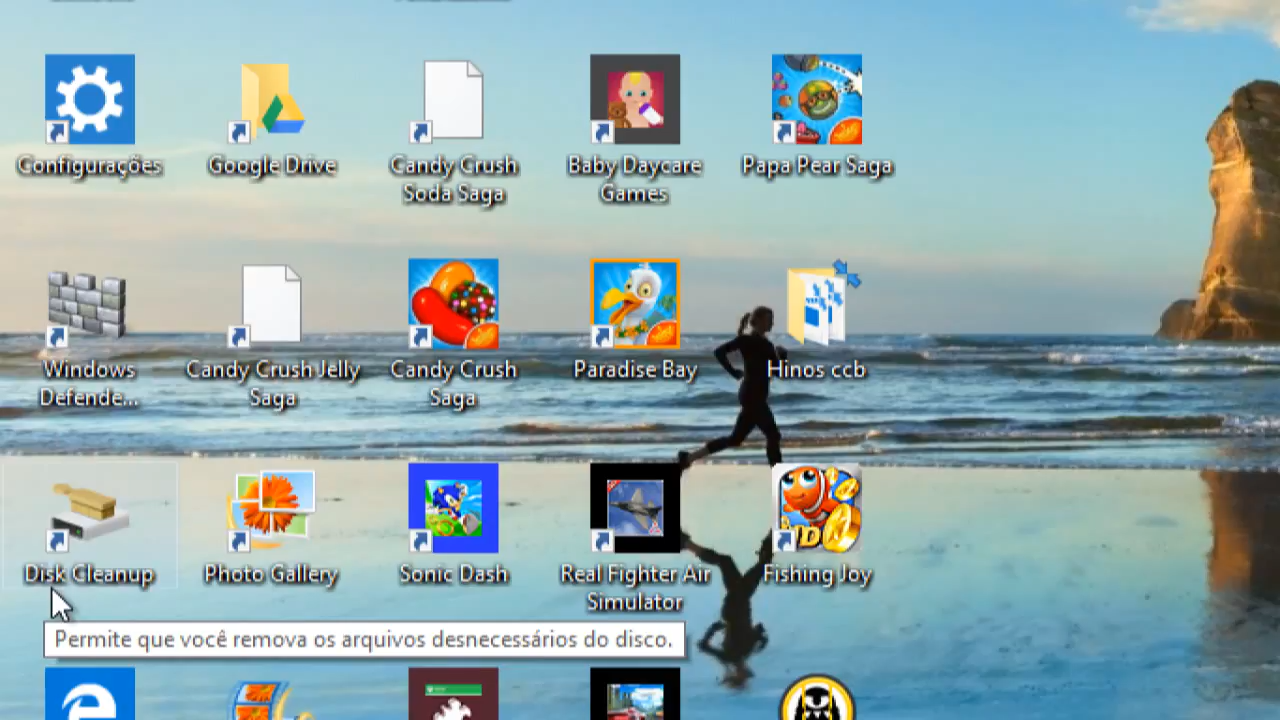 Configurações
Google Drive
Candy Crush
Soda Saga
Baby Daycare
Games
Papa Pear Saga
Windows
Defende...
Candy Crush Jelly
Saga
Candy Crush
Saga
Paradise Bay
Hinos ccb
Disk Cleanup
Photo Gallery
Sonic Dash
Real Fighter Air
Simulator
Fishing Joy
Permite que você remova os arquivos desnecessários do disco.